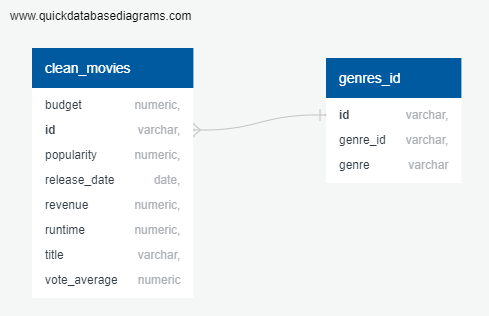 www.quickdatabasediagrams.com
clean_movies
budget numeric,
id varchar,
popularity numeric,
release_date date,
revenue numeric,
runtime numeric,
title varchar,
vote_average numeric
genres_id
id varchar,
genre_id varchar,
genre varchar